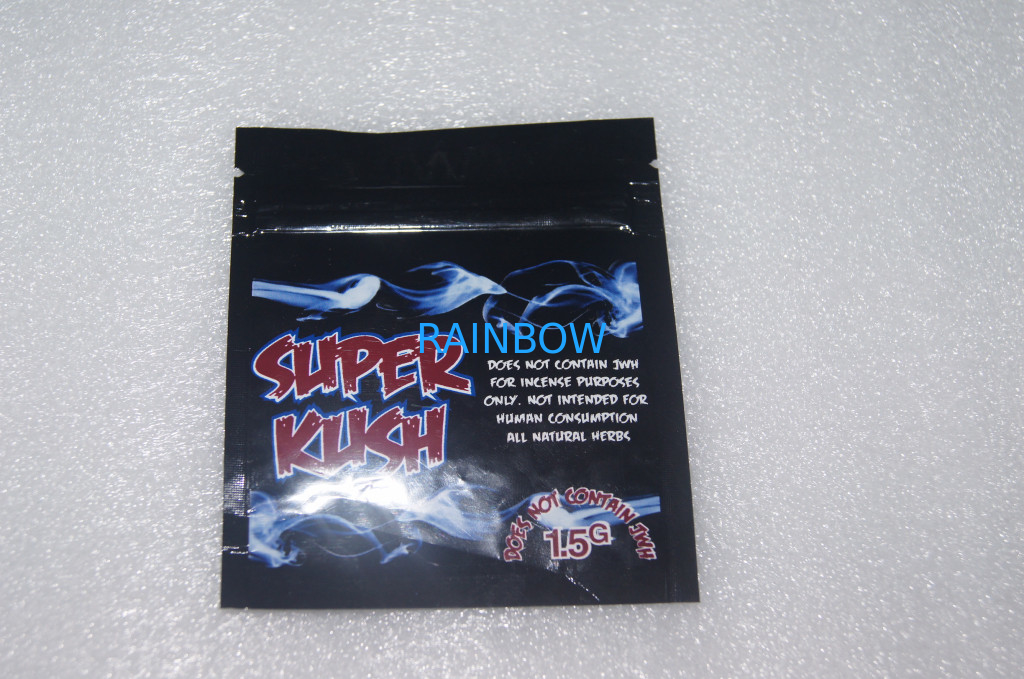 RAINBOW
SUPER
KUSH
DOES NOT CONTAIN JWH
FOR INCENSE PURPOSES
ONLY. NOT INTENDED FOR
HUMAN CONSUMPTION
ALL NATURAL HERBS
DOES NOT CONTAIN JWH
1.5G